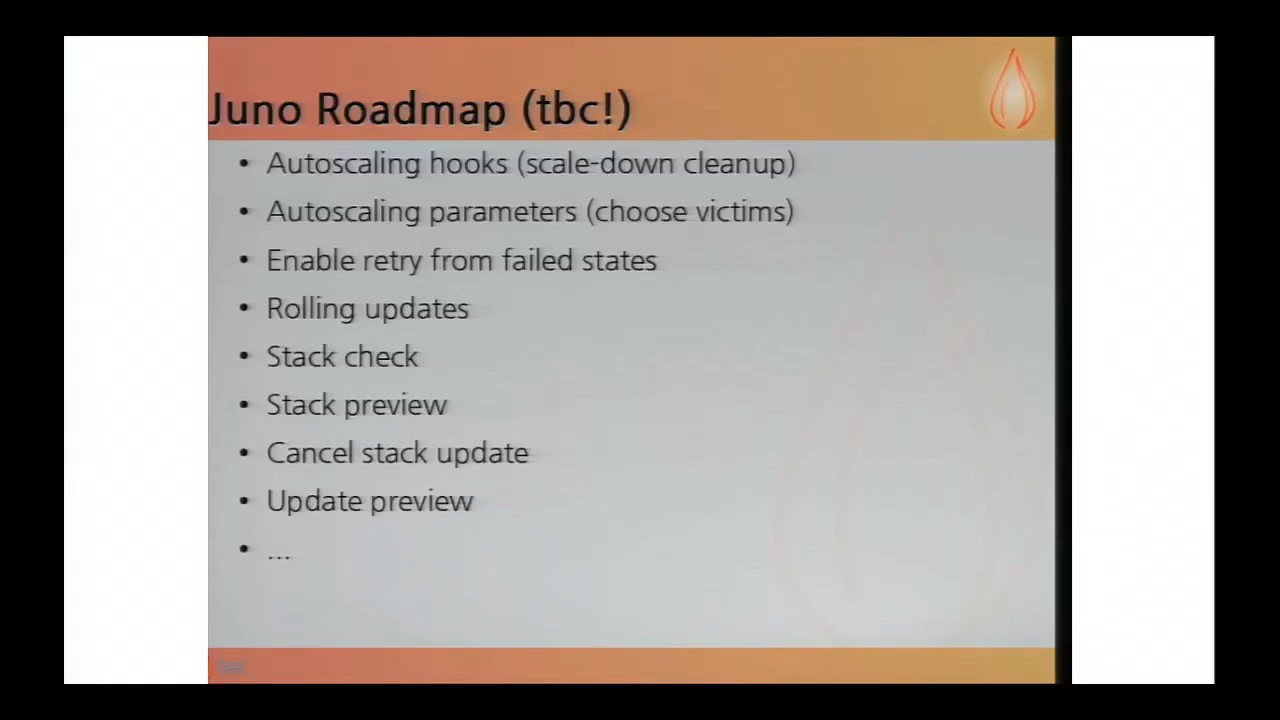 Juno Roadmap (tbc!)
• Autoscaling hooks (scale-down cleanup)
• Autoscaling parameters (choose victims)
• Enable retry from failed states
• Rolling updates
• Stack check
• Stack preview
• Cancel stack update
• Update preview
• ...